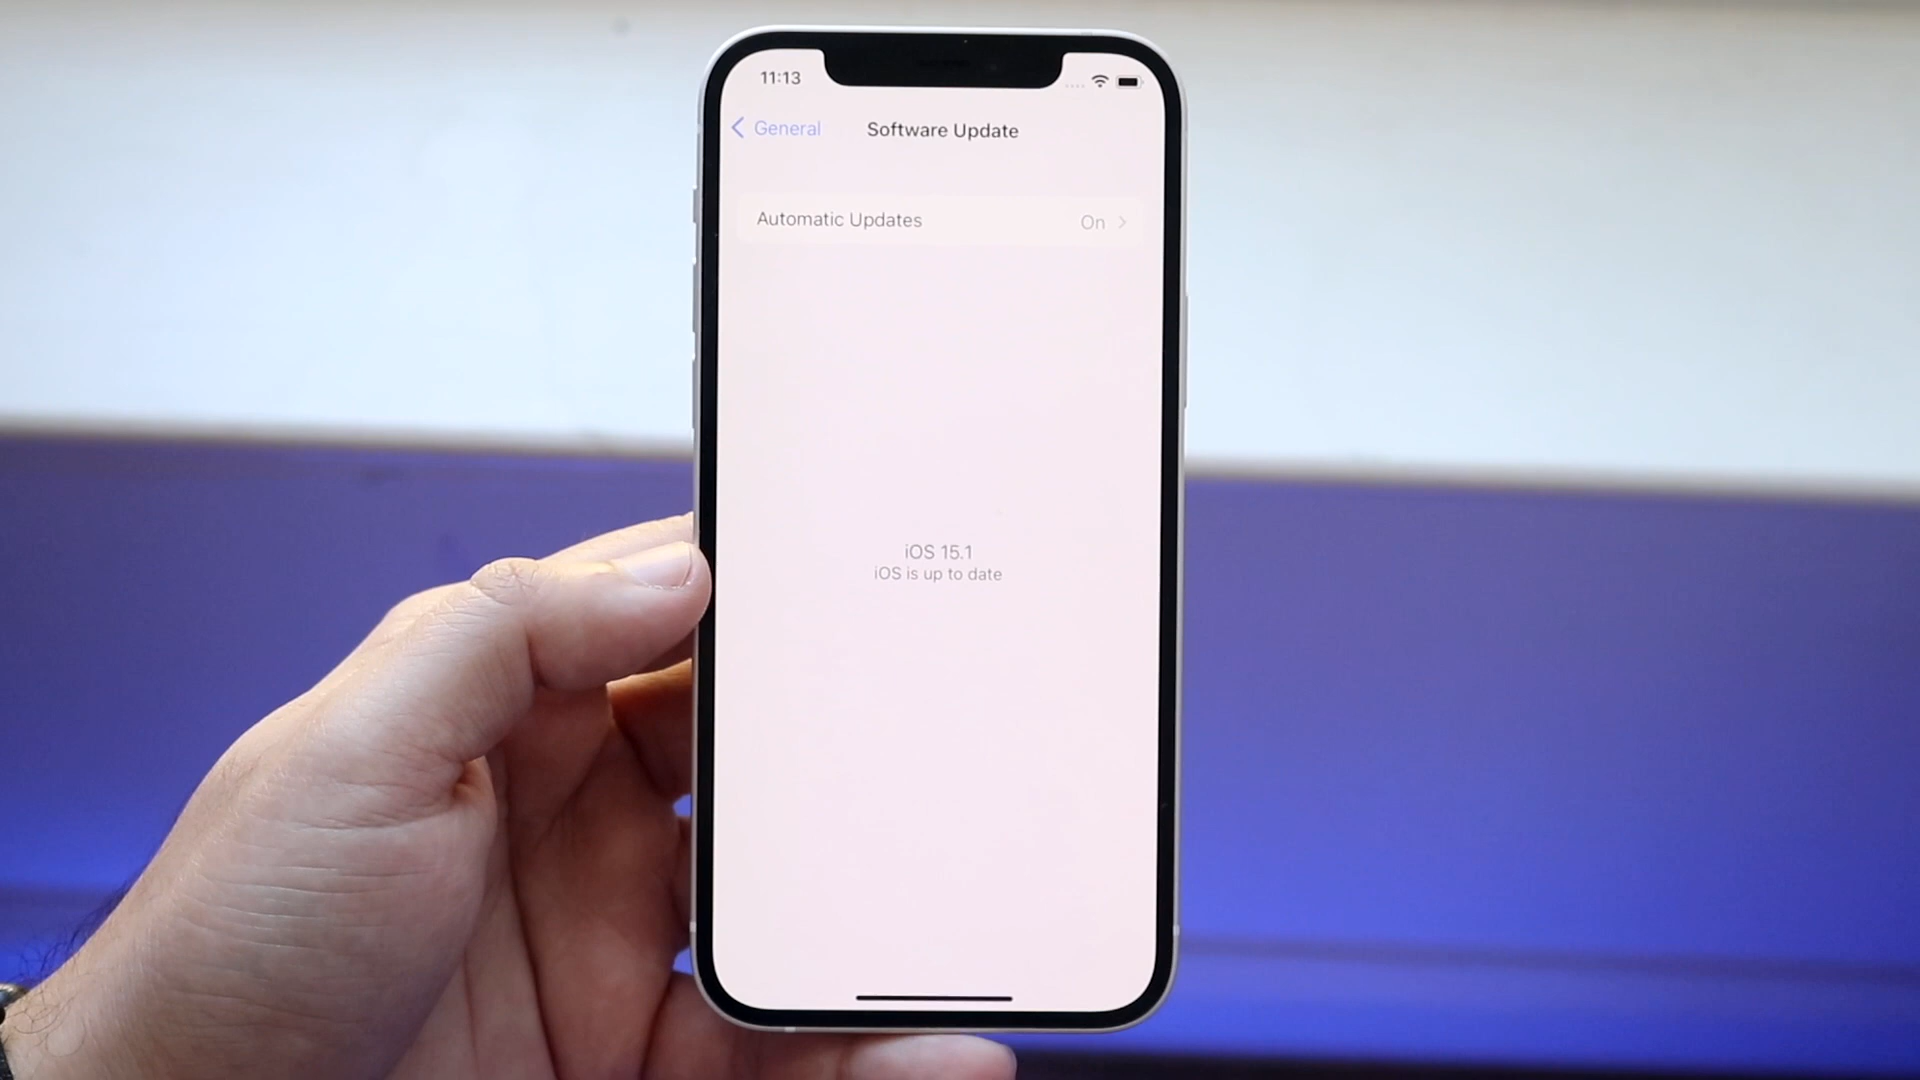 11:13
General
Software Update
Automatic Updates On
iOS 15.1
iOS is up to date